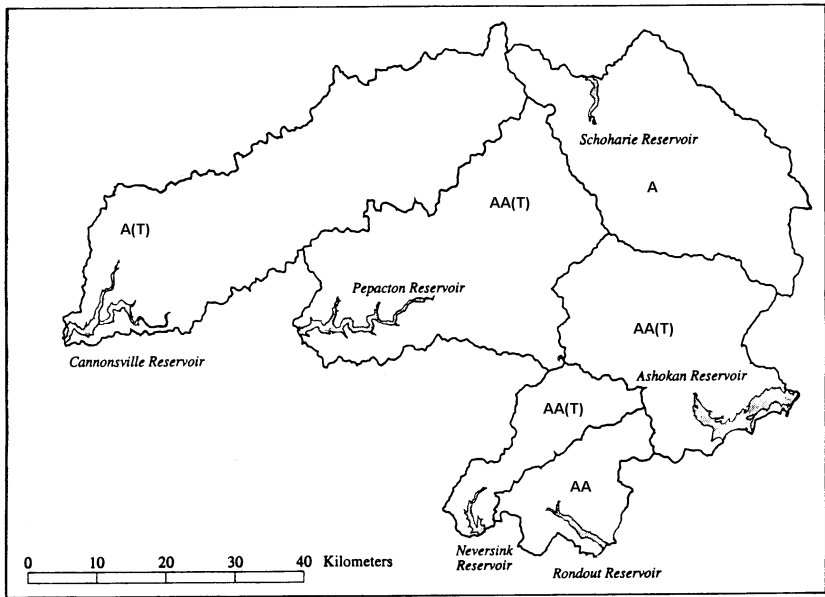 Schoharie Reservoir
A
AA(T)
A(T)
Pepacton Reservoir
AA(T)
Cannonsville Reservoir
Ashokan Reservoir
AA(T)
AA
Neversink
Reservoir
Rondout Reservoir
0 10 20 30 40 Kilometers